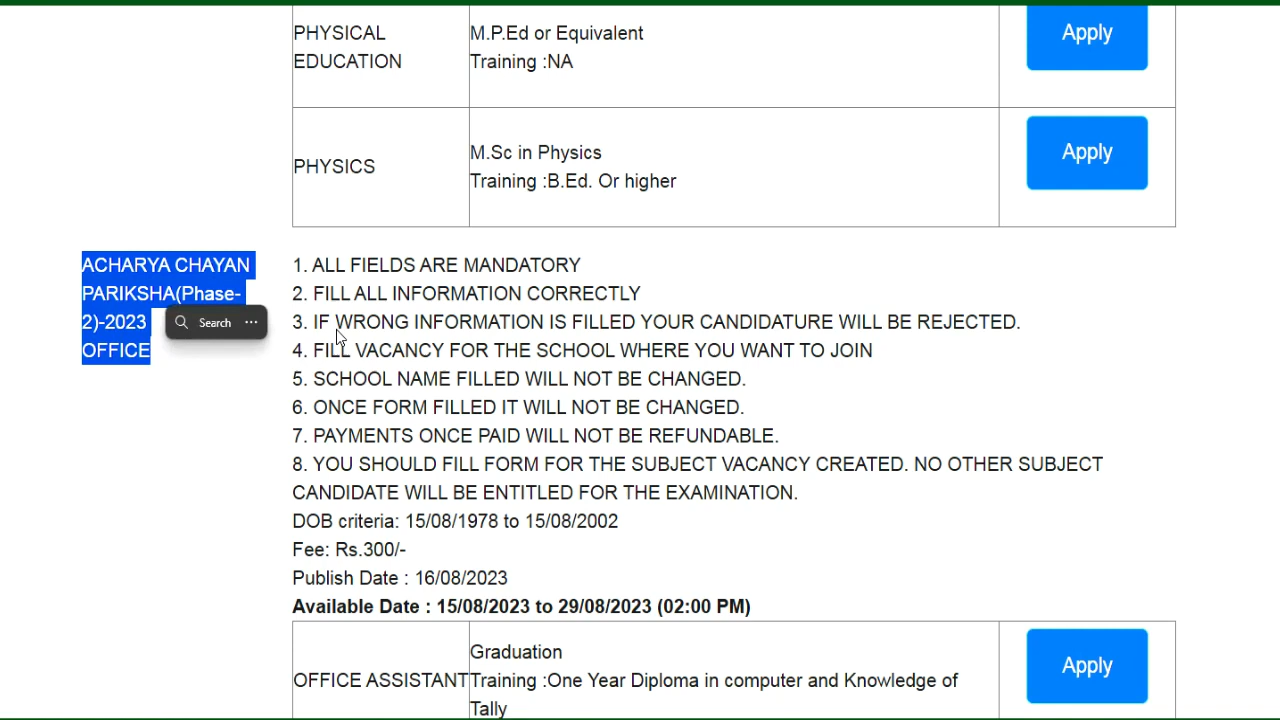 PHYSICAL
EDUCATION
M.P.Ed or Equivalent
Training :NA
Apply
PHYSICS
M.Sc in Physics
Training :B.Ed. Or higher
Apply
ACHARYA CHAYAN
PARIKSHA(Phase-
2)-2023
OFFICE
Search
1. ALL FIELDS ARE MANDATORY
2. FILL ALL INFORMATION CORRECTLY
3. IF WRONG INFORMATION IS FILLED YOUR CANDIDATURE WILL BE REJECTED.
4. FILL VACANCY FOR THE SCHOOL WHERE YOU WANT TO JOIN
5. SCHOOL NAME FILLED WILL NOT BE CHANGED.
6. ONCE FORM FILLED IT WILL NOT BE CHANGED.
7. PAYMENTS ONCE PAID WILL NOT BE REFUNDABLE.
8. YOU SHOULD FILL FORM FOR THE SUBJECT VACANCY CREATED. NO OTHER SUBJECT
CANDIDATE WILL BE ENTITLED FOR THE EXAMINATION.
DOB criteria: 15/08/1978 to 15/08/2002
Fee: Rs.300/-
Publish Date : 16/08/2023
Available Date : 15/08/2023 to 29/08/2023 (02:00 PM)
OFFICE ASSISTANT
Graduation
Training :One Year Diploma in computer and Knowledge of
Tally
Apply